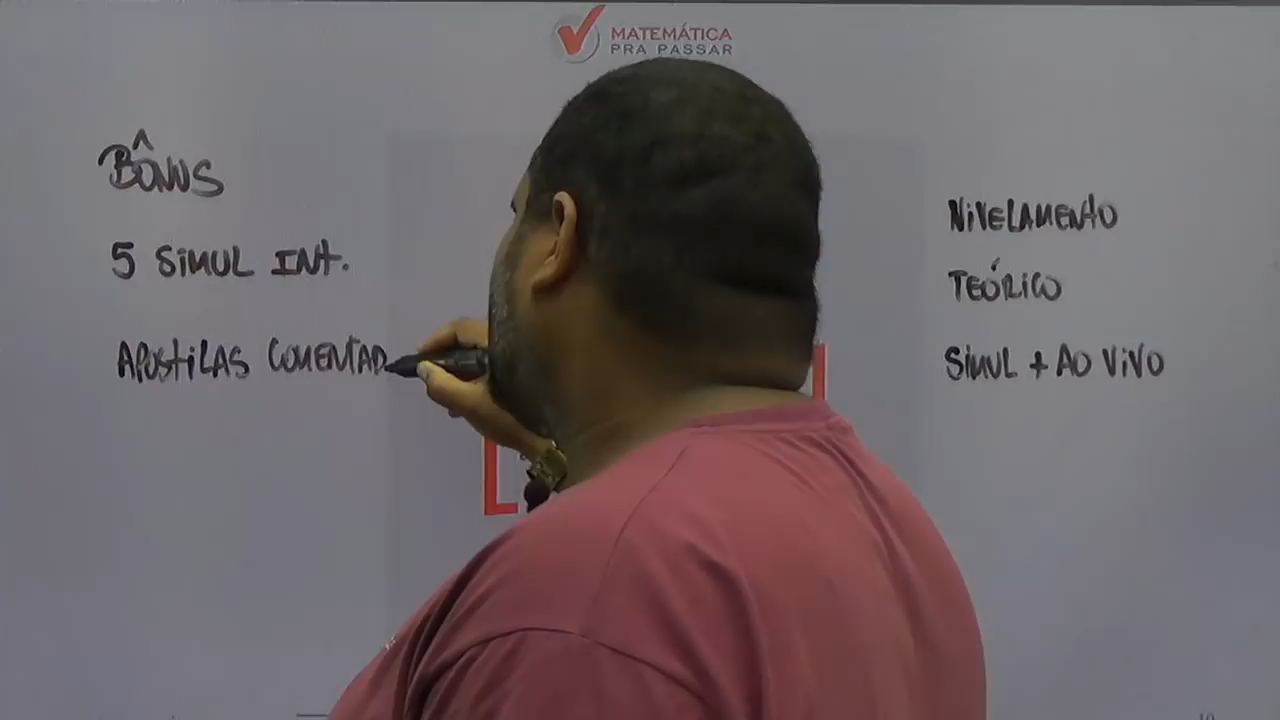 MATEMÁTICA
PRA PASSAR
BÔNUS
5 SIMUL INT.
APOSTILAS COMENTAD
NIVELAMENTO
TEÓRICO
SIMUL + AO VIVO